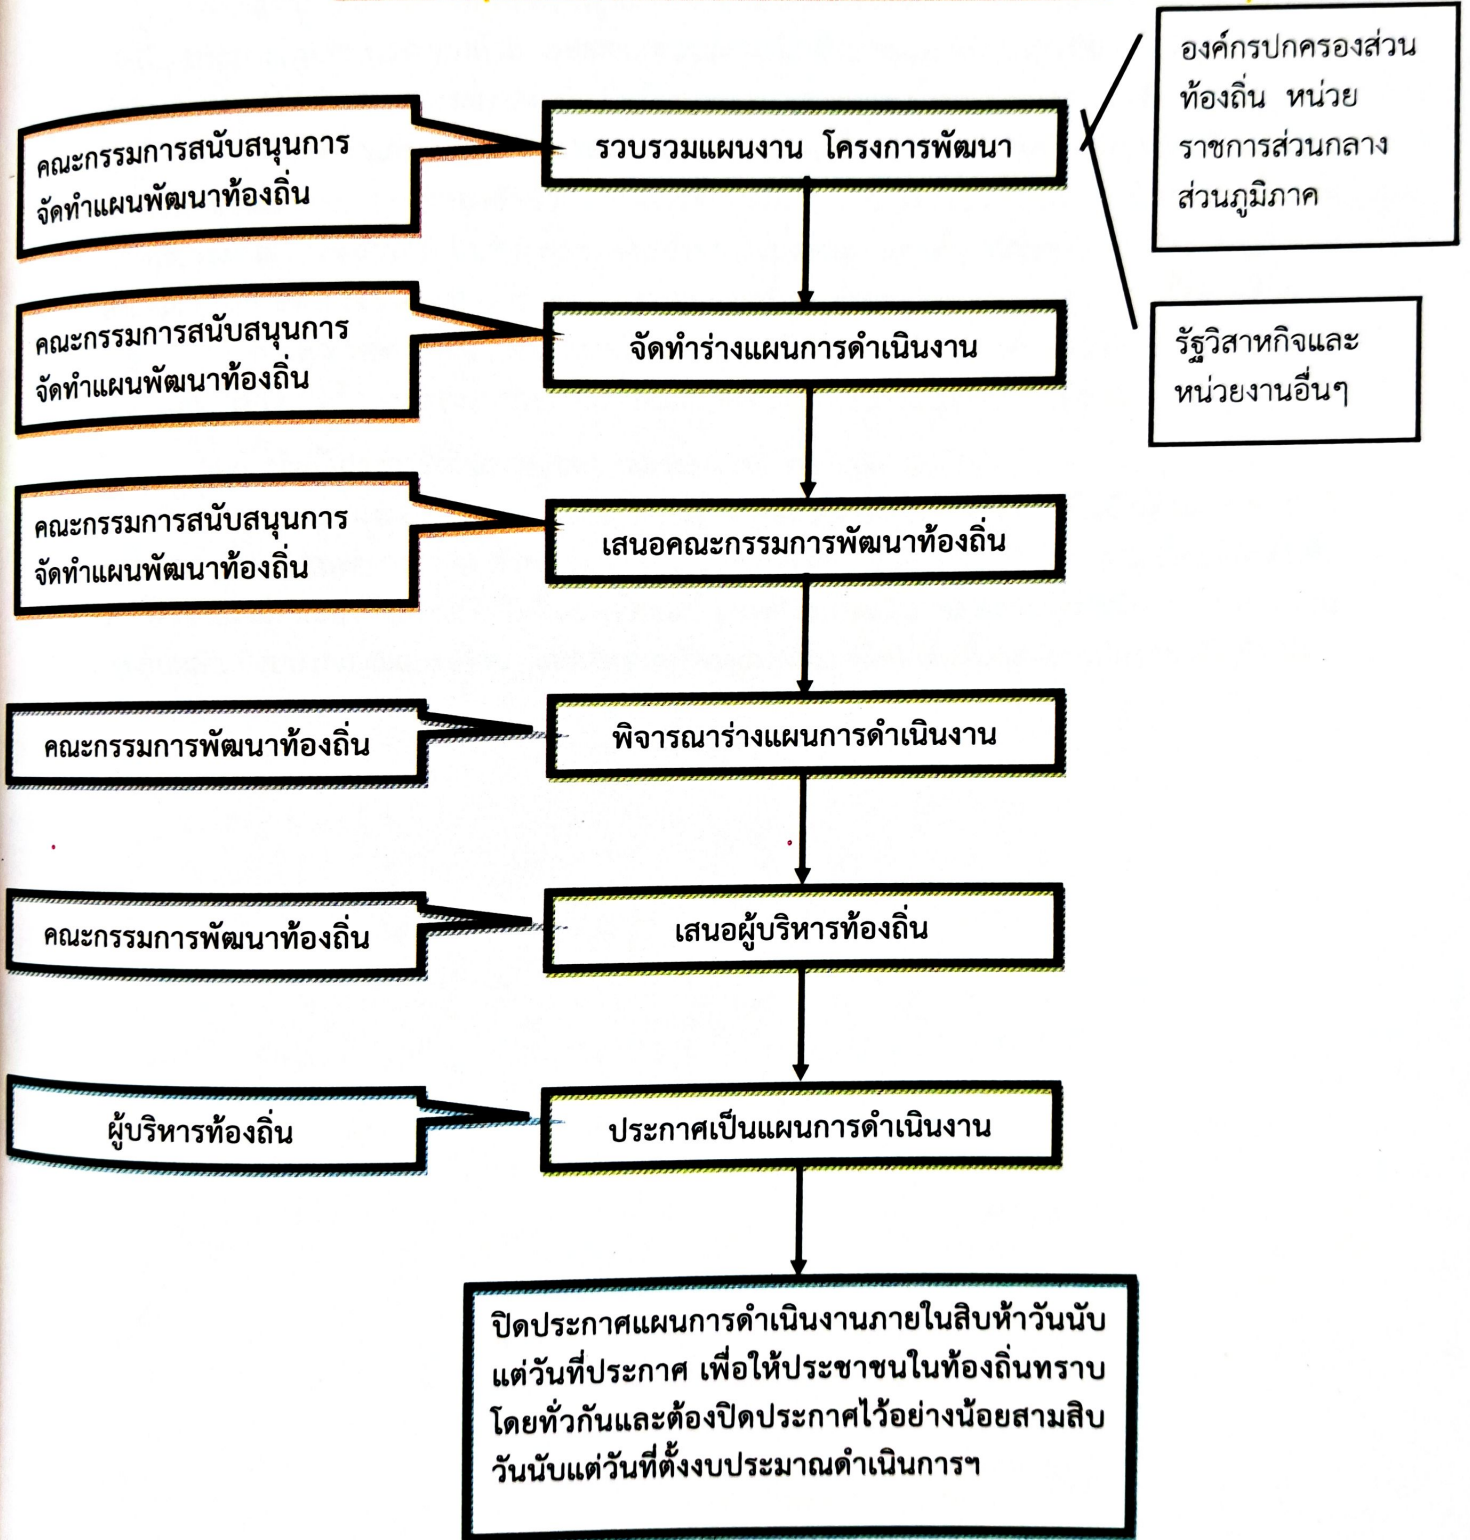 องค์กรปกครองส่วน
ท้องถิ่น หน่วย
ราชการส่วนกลาง
ส่วนภูมิภาค
คณะกรรมการสนับสนุนการ
จัดทำแผนพัฒนาท้องถิ่น
รวบรวมแผนงาน โครงการพัฒนา
รัฐวิสาหกิจและ
หน่วยงานอื่นๆ
คณะกรรมการสนับสนุนการ
จัดทำแผนพัฒนาท้องถิ่น
จัดทำร่างแผนการดำเนินงาน
คณะกรรมการสนับสนุนการ
จัดทำแผนพัฒนาท้องถิ่น
เสนอคณะกรรมการพัฒนาท้องถิ่น
คณะกรรมการพัฒนาท้องถิ่น
พิจารณาร่างแผนการดำเนินงาน
คณะกรรมการพัฒนาท้องถิ่น
เสนอผู้บริหารท้องถิ่น
ผู้บริหารท้องถิ่น
ประกาศเป็นแผนการดำเนินงาน
ปิดประกาศแผนการดำเนินงานภายในสิบห้าวันนับ
แต่วันที่ประกาศ เพื่อให้ประชาชนในท้องถิ่นทราบ
โดยทั่วกันและต้องปิดประกาศไว้อย่างน้อยสามสิบ
วันนับแต่วันที่ตั้งงบประมาณดำเนินการฯ